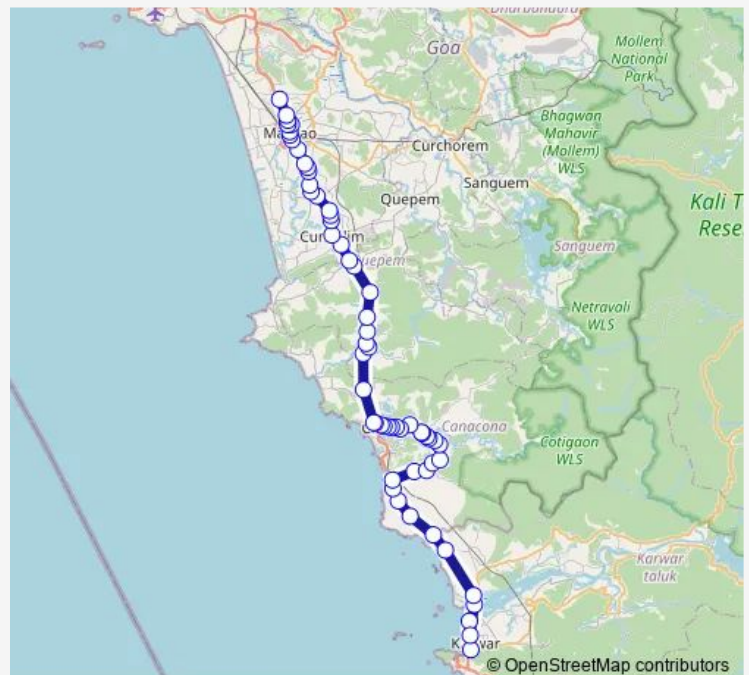 Goa
Mollem
National
Park
Bhagwan
Mahavir
(Mollem)
WLS
Curchorem
Sanguem
Quepem
Kali T
Rese
Sanguem
Netravali
WLS
Canacona
Cotigaon
WLS
Karwar
taluk
© OpenStreetMap contributors